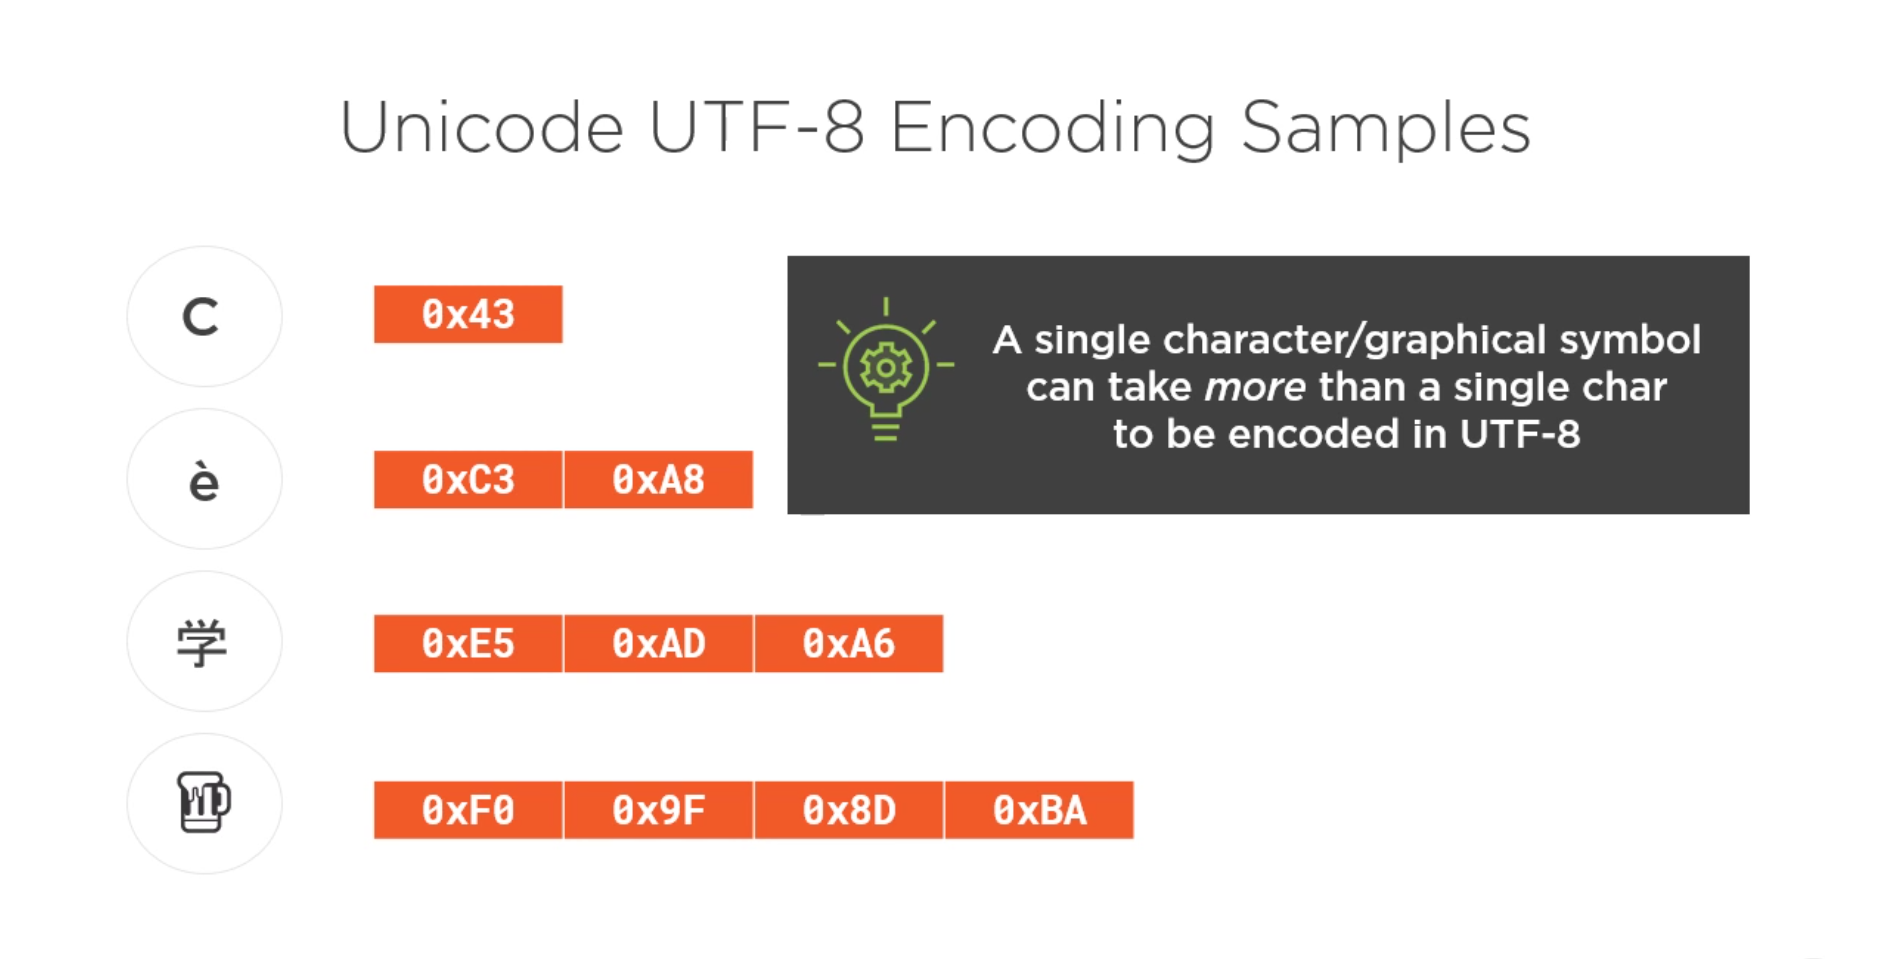 Unicode UTF-8 Encoding Samples
C
0x43
A single character/graphical symbol
can take more than a single char
to be encoded in UTF-8
è
0xC3 0xA8
学
0xE5 0xAD 0xA6
0xF0 0x9F 0x8D 0xBA